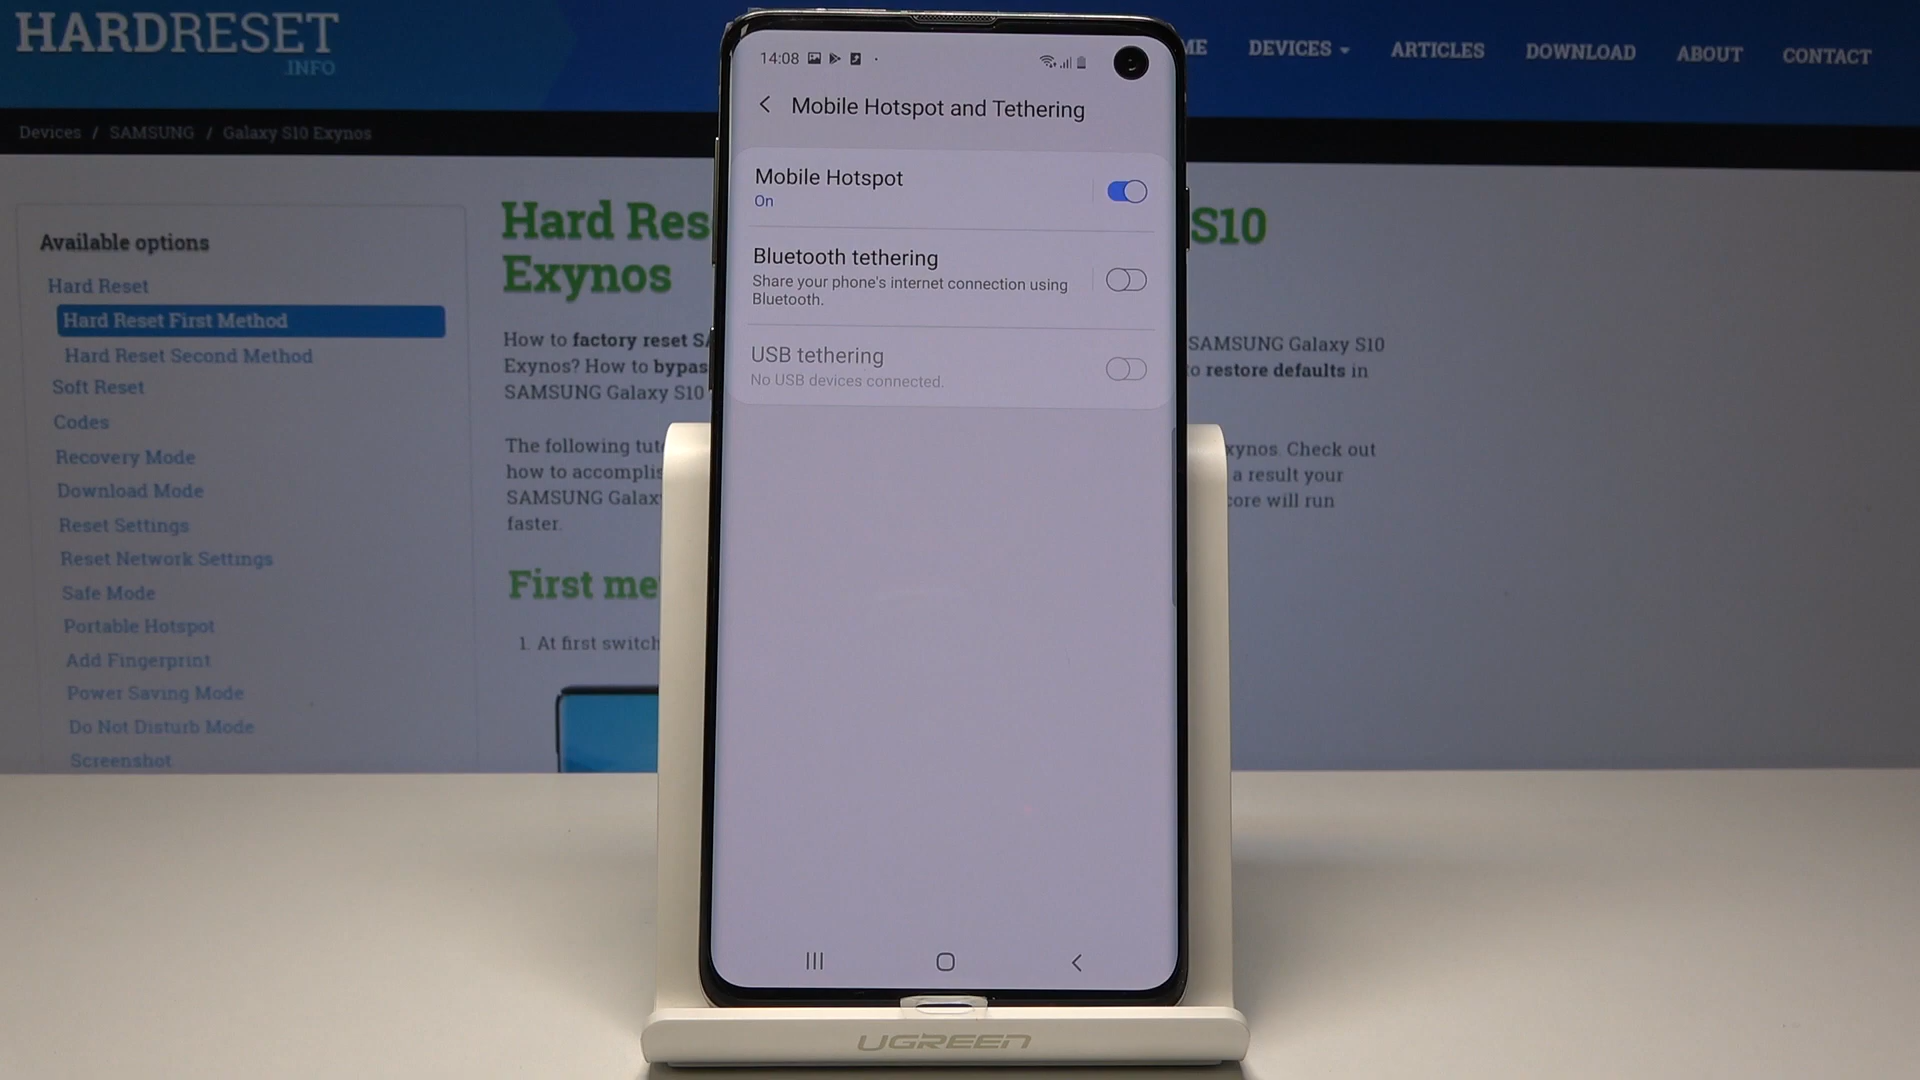 HARDRESET
.INFO
ME DEVICES ARTICLES DOWNLOAD ABOUT CONTACT
Devices / SAMSUNG / Galaxy S10 Exynos
Available options
Hard Reset
Hard Reset First Method
Hard Reset Second Method
Soft Reset
Codes
Recovery Mode
Download Mode
Reset Settings
Reset Network Settings
Safe Mode
Portable Hotspot
Add Fingerprint
Power Saving Mode
Do Not Disturb Mode
Screenshot
Hard Res S10
Exynos
How to factory reset SA SAMSUNG Galaxy S10
Exynos? How to bypas o restore defaults in
SAMSUNG Galaxy S10
The following tut xynos. Check out
how to accomplis a result your
SAMSUNG Galax core will run
faster.
First me
1. At first switch
14:08
Mobile Hotspot and Tethering
Mobile Hotspot
On
Bluetooth tethering
Share your phone's internet connection using
Bluetooth.
USB tethering
No USB devices connected.
UGREEN